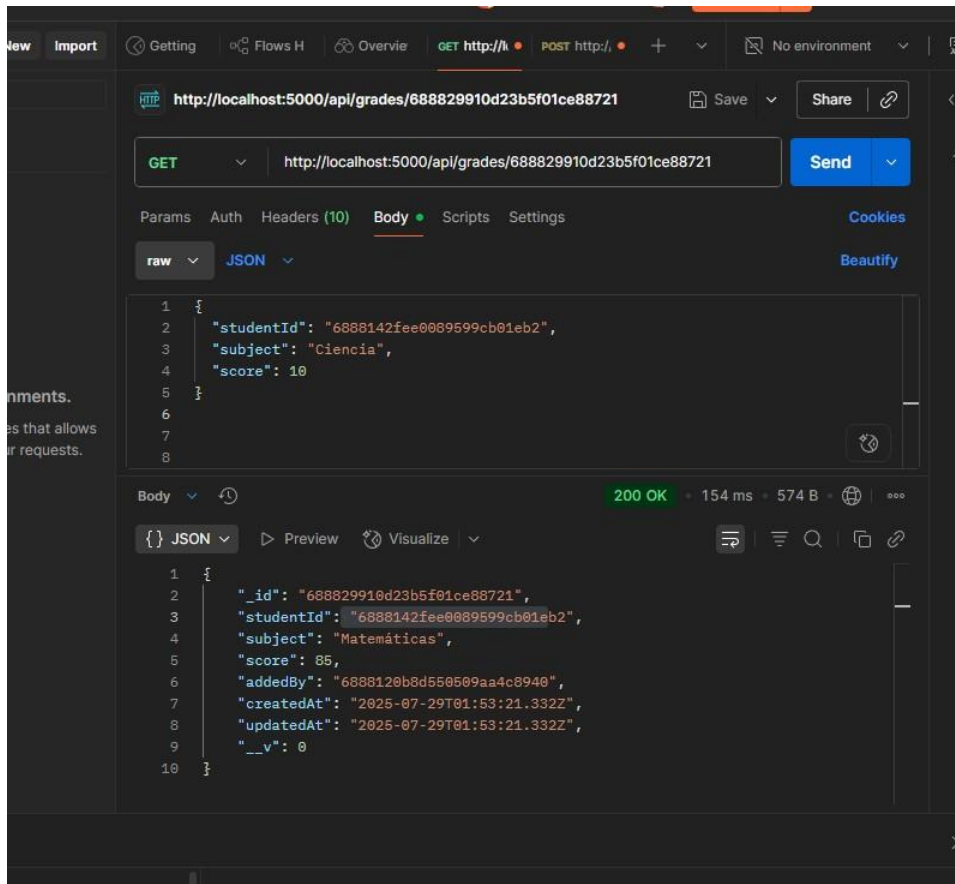 New Import Getting Flows H Overvie GET http://l POST http:/ + No environment
HTTP http://localhost:5000/api/grades/688829910d23b5f01ce88721 Save Share
GET http://localhost:5000/api/grades/688829910d23b5f01ce88721 Send
Params Auth Headers (10) Body Scripts Settings Cookies
raw JSON Beautify
1 {
2 "studentId": "6888142fee0089599cb01eb2",
3 "subject": "Ciencia",
4 "score": 10
5 }
6
7
8
nments.
es that allows
ur requests.
Body 200 OK 154 ms 574 B
{} JSON Preview Visualize
1 {
2 "_id": "688829910d23b5f01ce88721",
3 "studentId": "6888142fee0089599cb01eb2",
4 "subject": "Matemáticas",
5 "score": 85,
6 "addedBy": "6888120b8d550509aa4c8940",
7 "createdAt": "2025-07-29T01:53:21.332Z",
8 "updatedAt": "2025-07-29T01:53:21.332Z",
9 "__v": 0
10 }